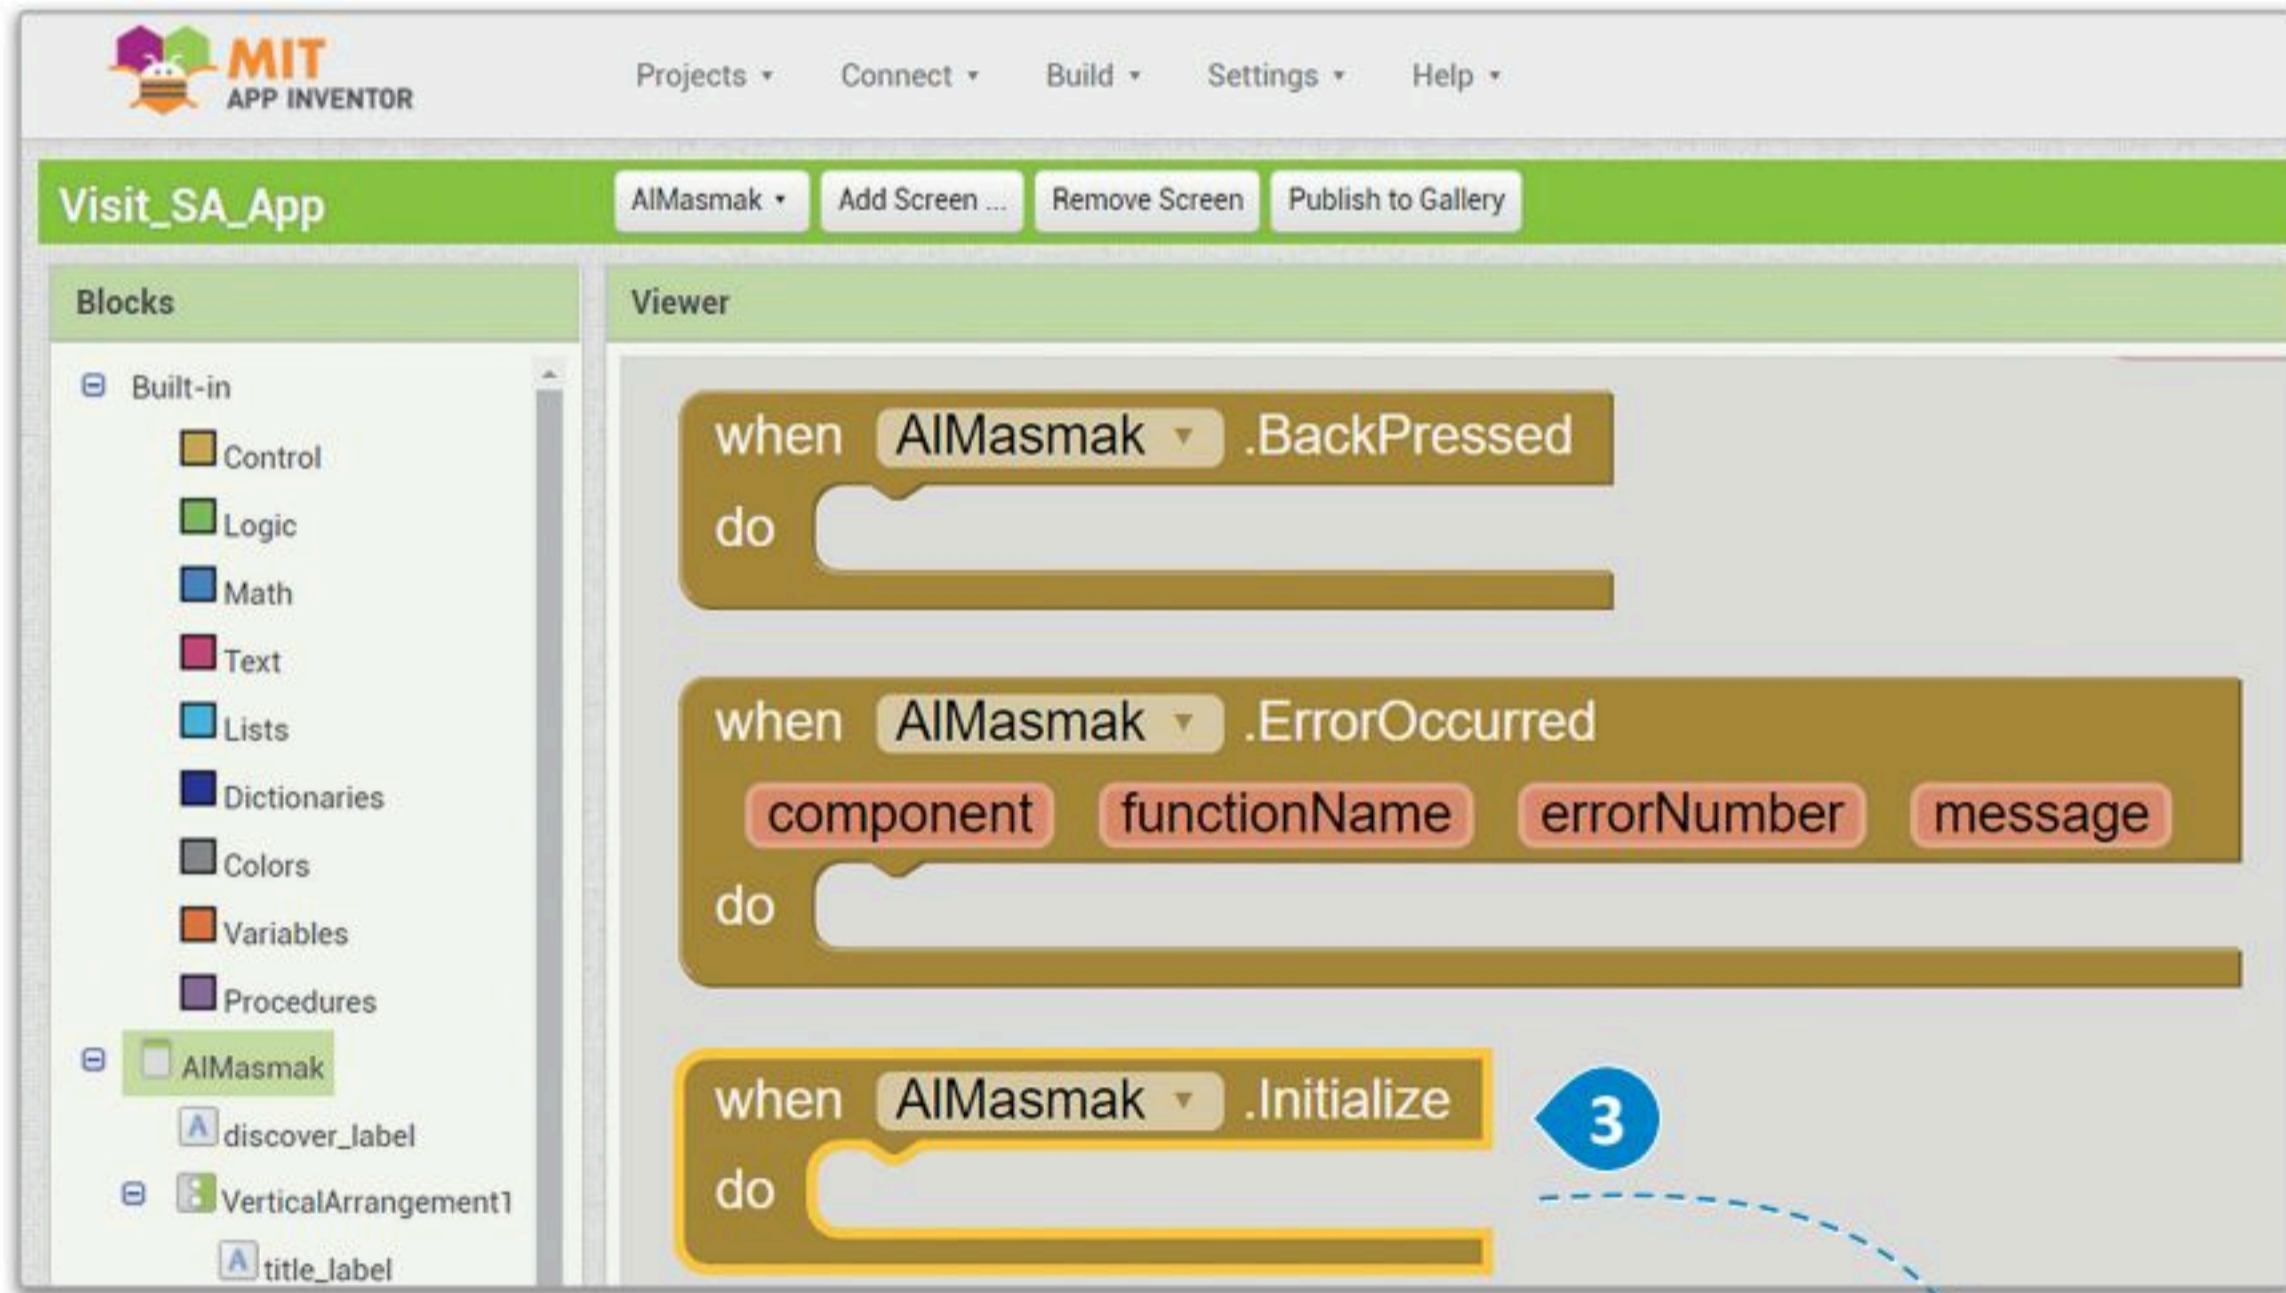 MIT
APP INVENTOR
Projects Connect Build Settings Help
Visit_SA_App
AlMasmak Add Screen ... Remove Screen Publish to Gallery
Blocks
Viewer
Built-in
Control
Logic
Math
Text
Lists
Dictionaries
Colors
Variables
Procedures
AlMasmak
discover_label
VerticalArrangement1
title_label
when AlMasmak .BackPressed
do
when AlMasmak .ErrorOccurred
component functionName errorNumber message
do
when AlMasmak .Initialize
do
3